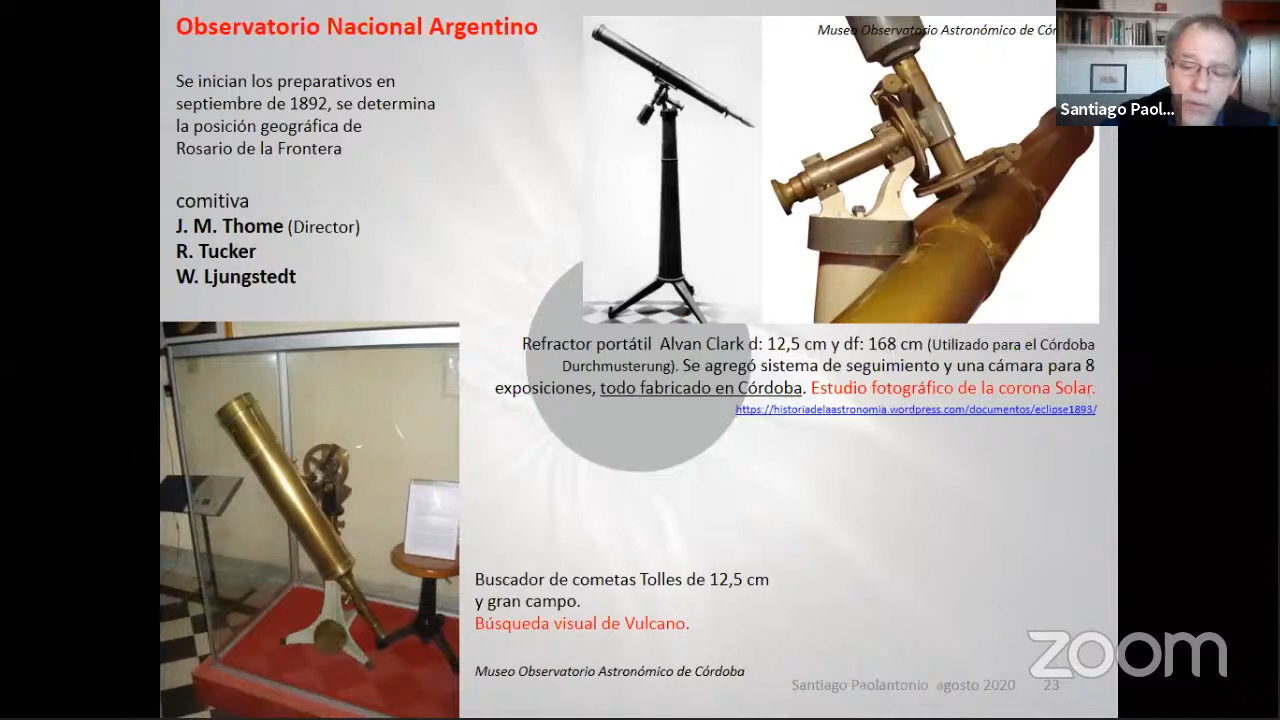 Observatorio Nacional Argentino
Museo Observatorio Astronómico de
Santiago Paol...
Se inician los preparativos en
septiembre de 1892, se determina
la posición geográfica de
Rosario de la Frontera
comitiva
J. M. Thome (Director)
R. Tucker
W. Ljungstedt
Refractor portátil Alvan Clark d: 12,5 cm y df: 168 cm (Utilizado para el Córdoba
Durchmusterung). Se agregó sistema de seguimiento y una cámara para 8
exposiciones, todo fabricado en Córdoba. Estudio fotográfico de la corona Solar.
https://historiadelaastronomia.wordpress.com/documentos/eclipse1893/
Buscador de cometas Tolles de 12,5 cm
y gran campo.
Búsqueda visual de Vulcano.
Museo Observatorio Astronómico de Córdoba
Santiago Paolantonio agosto 2020 23
zoom